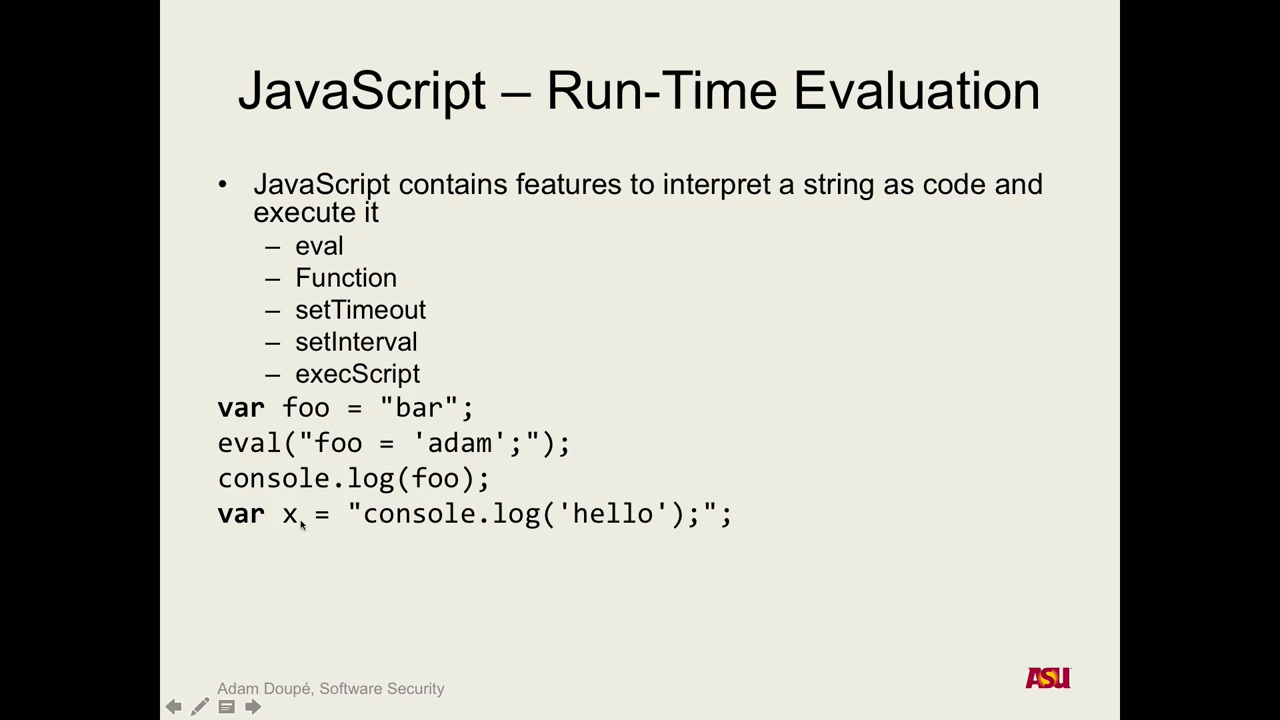 JavaScript – Run-Time Evaluation
• JavaScript contains features to interpret a string as code and
execute it
– eval
– Function
– setTimeout
– setInterval
– execScript
var foo = "bar";
eval("foo = 'adam';");
console.log(foo);
var x = "console.log('hello');";
Adam Doupé, Software Security
ASU